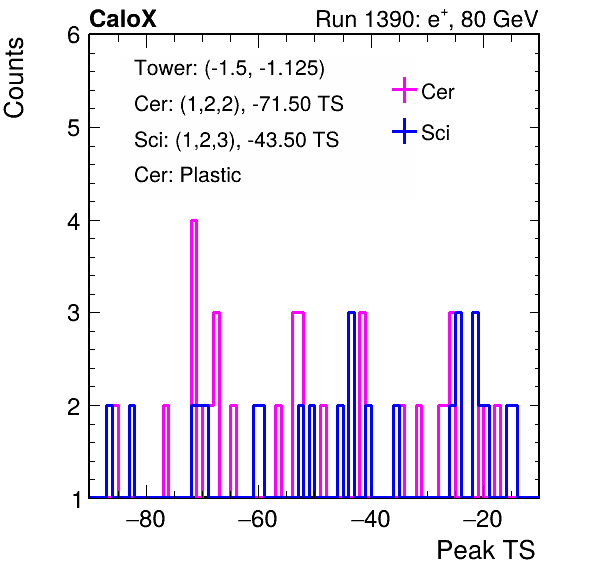 CaloX Run 1390: e⁺, 80 GeV
Counts
6
5
4
3
2
1
Tower: (-1.5, -1.125)
Cer: (1,2,2), -71.50 TS
Sci: (1,2,3), -43.50 TS
Cer: Plastic
Cer
Sci
−80 −60 −40 −20
Peak TS